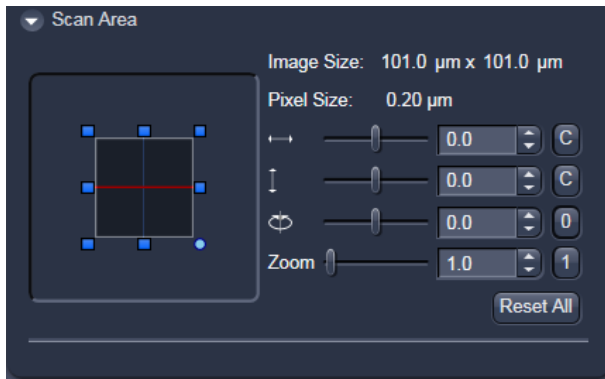 Scan Area
Image Size: 101.0 µm x 101.0 µm
Pixel Size: 0.20 µm
0.0 C
0.0 C
0.0 0
Zoom 1.0 1
Reset All